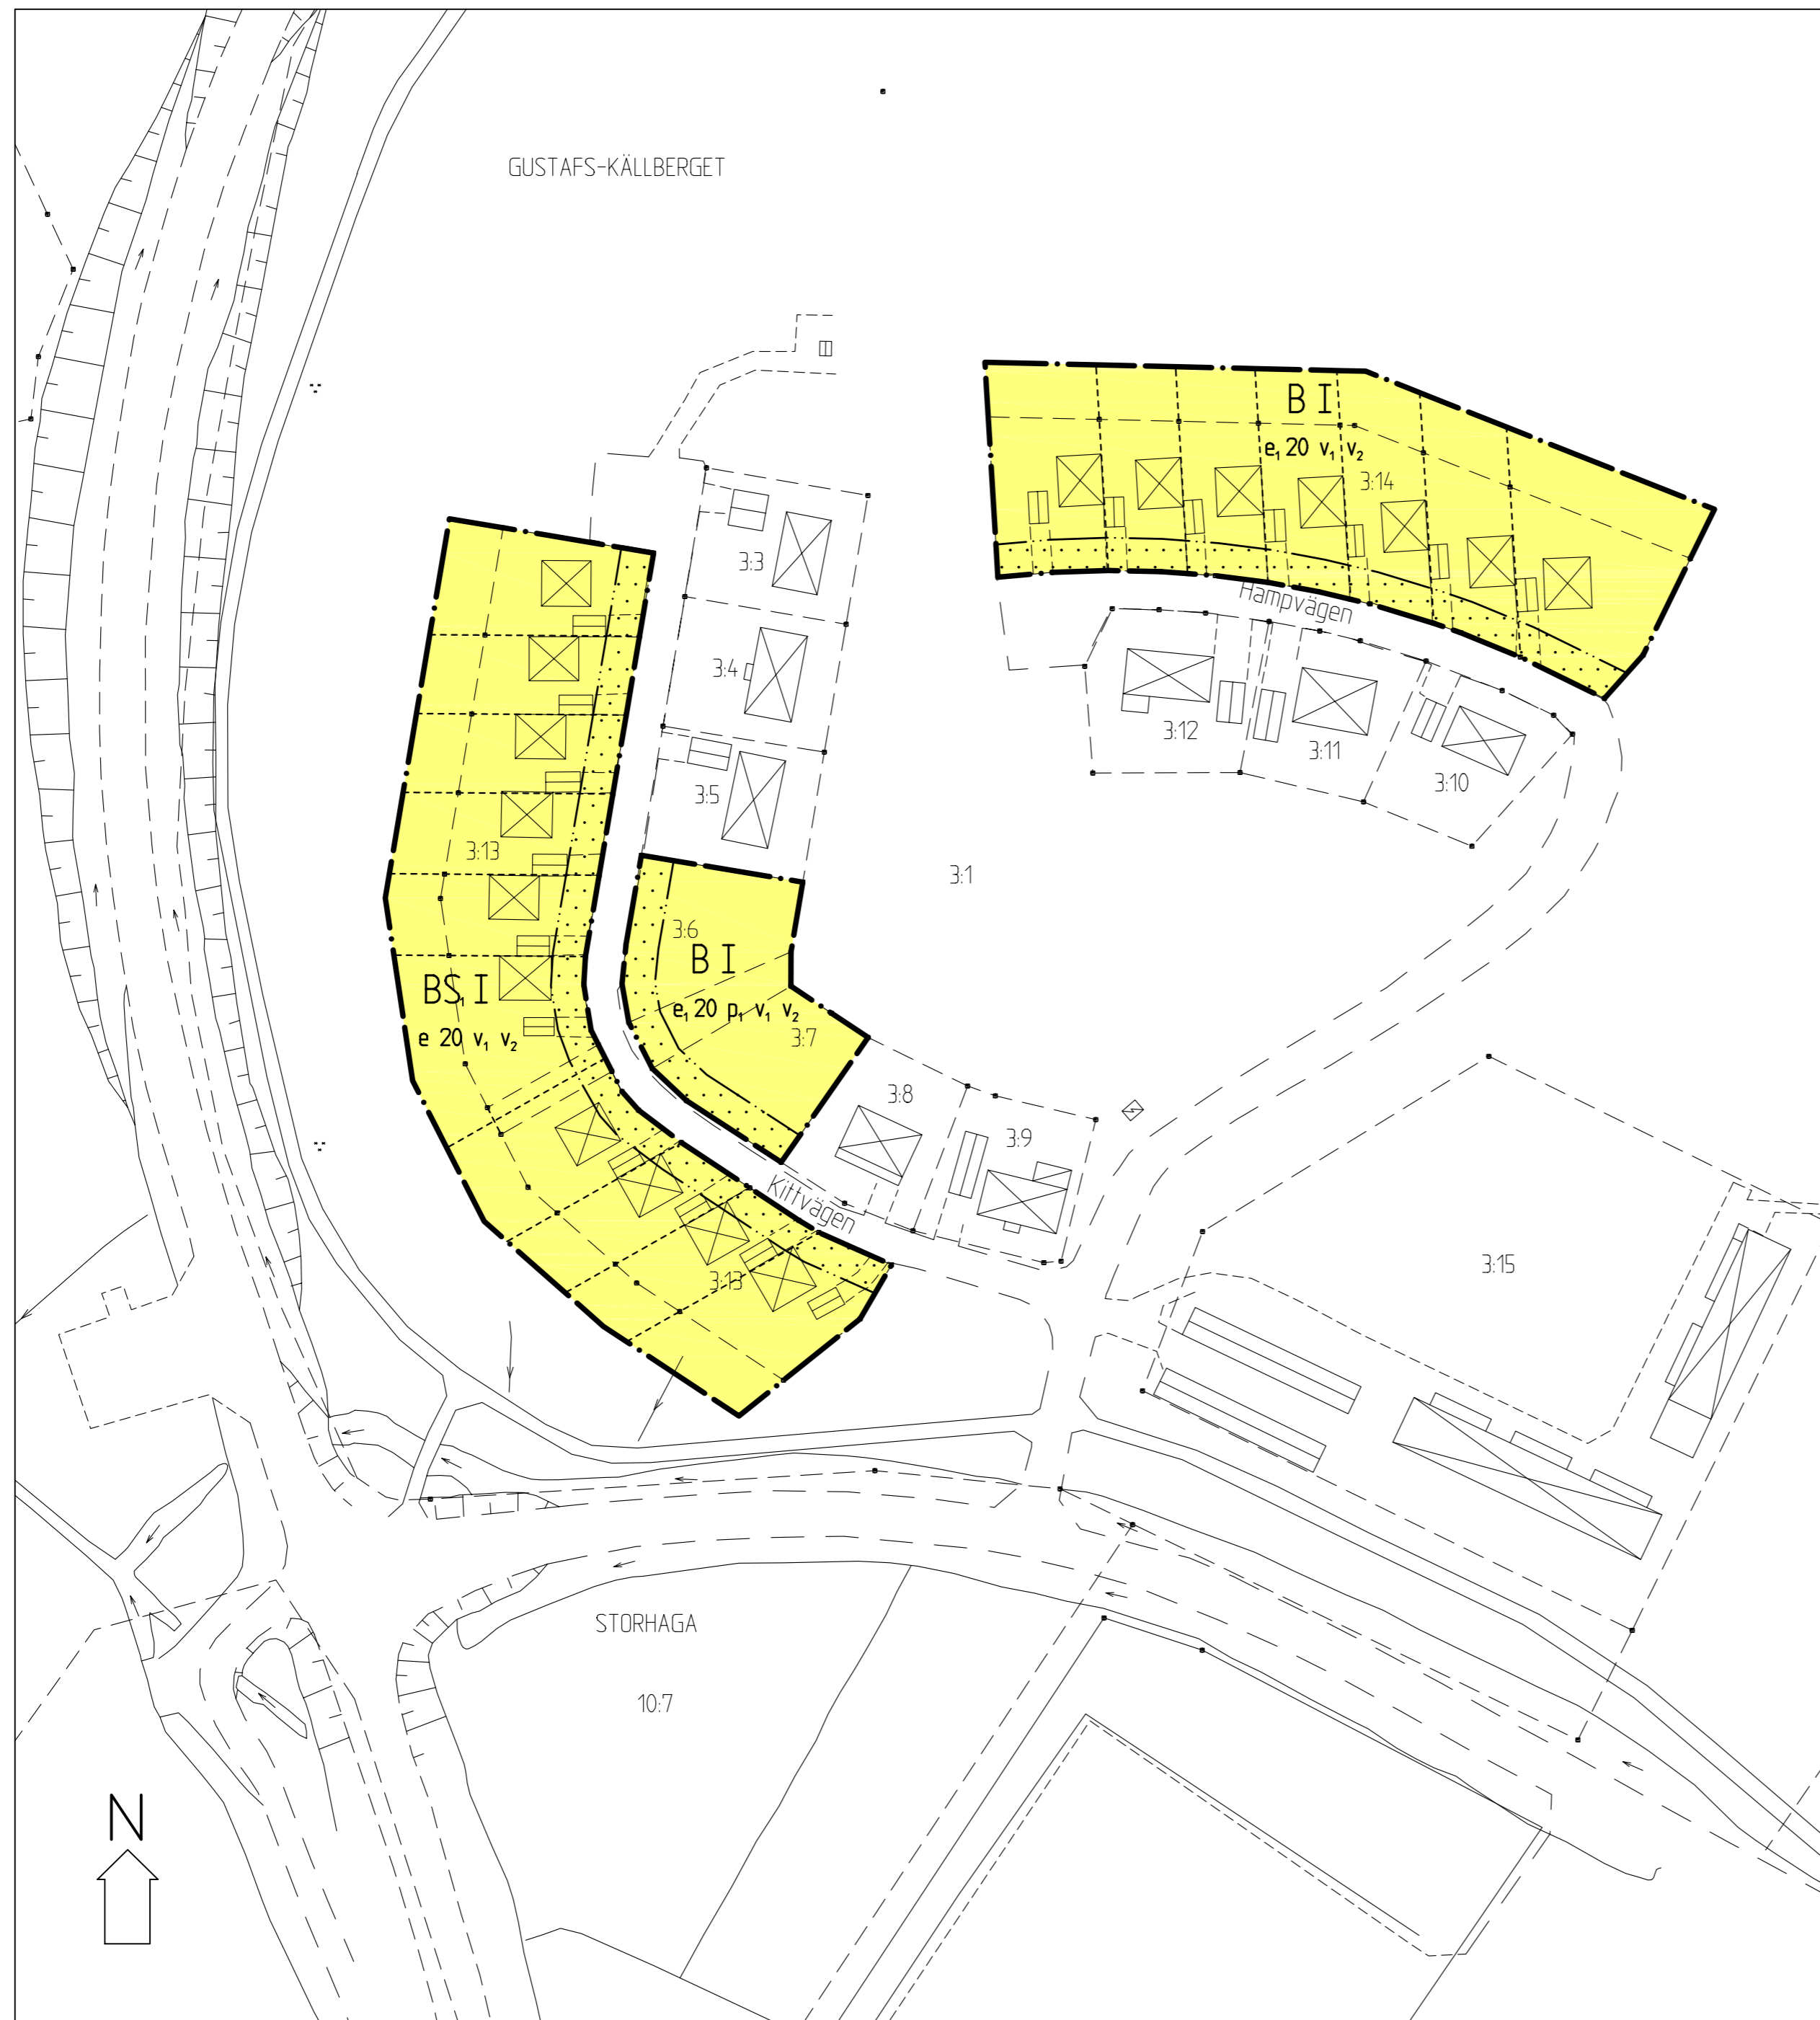 GUSTAFS-KÄLLBERGET
B I
e₁ 20 v₁ v₂
3:14
3:3
Hampvägen
3:4
3:12
3:11
3:10
3:5
3:13
3:1
3:6
B I
BS₁ I
e₁ 20 p₁ v₁ v₂
e 20 v₁ v₂
3:7
3:8
3:9
Kittvägen
3:13
3:15
STORHAGA
10:7
N